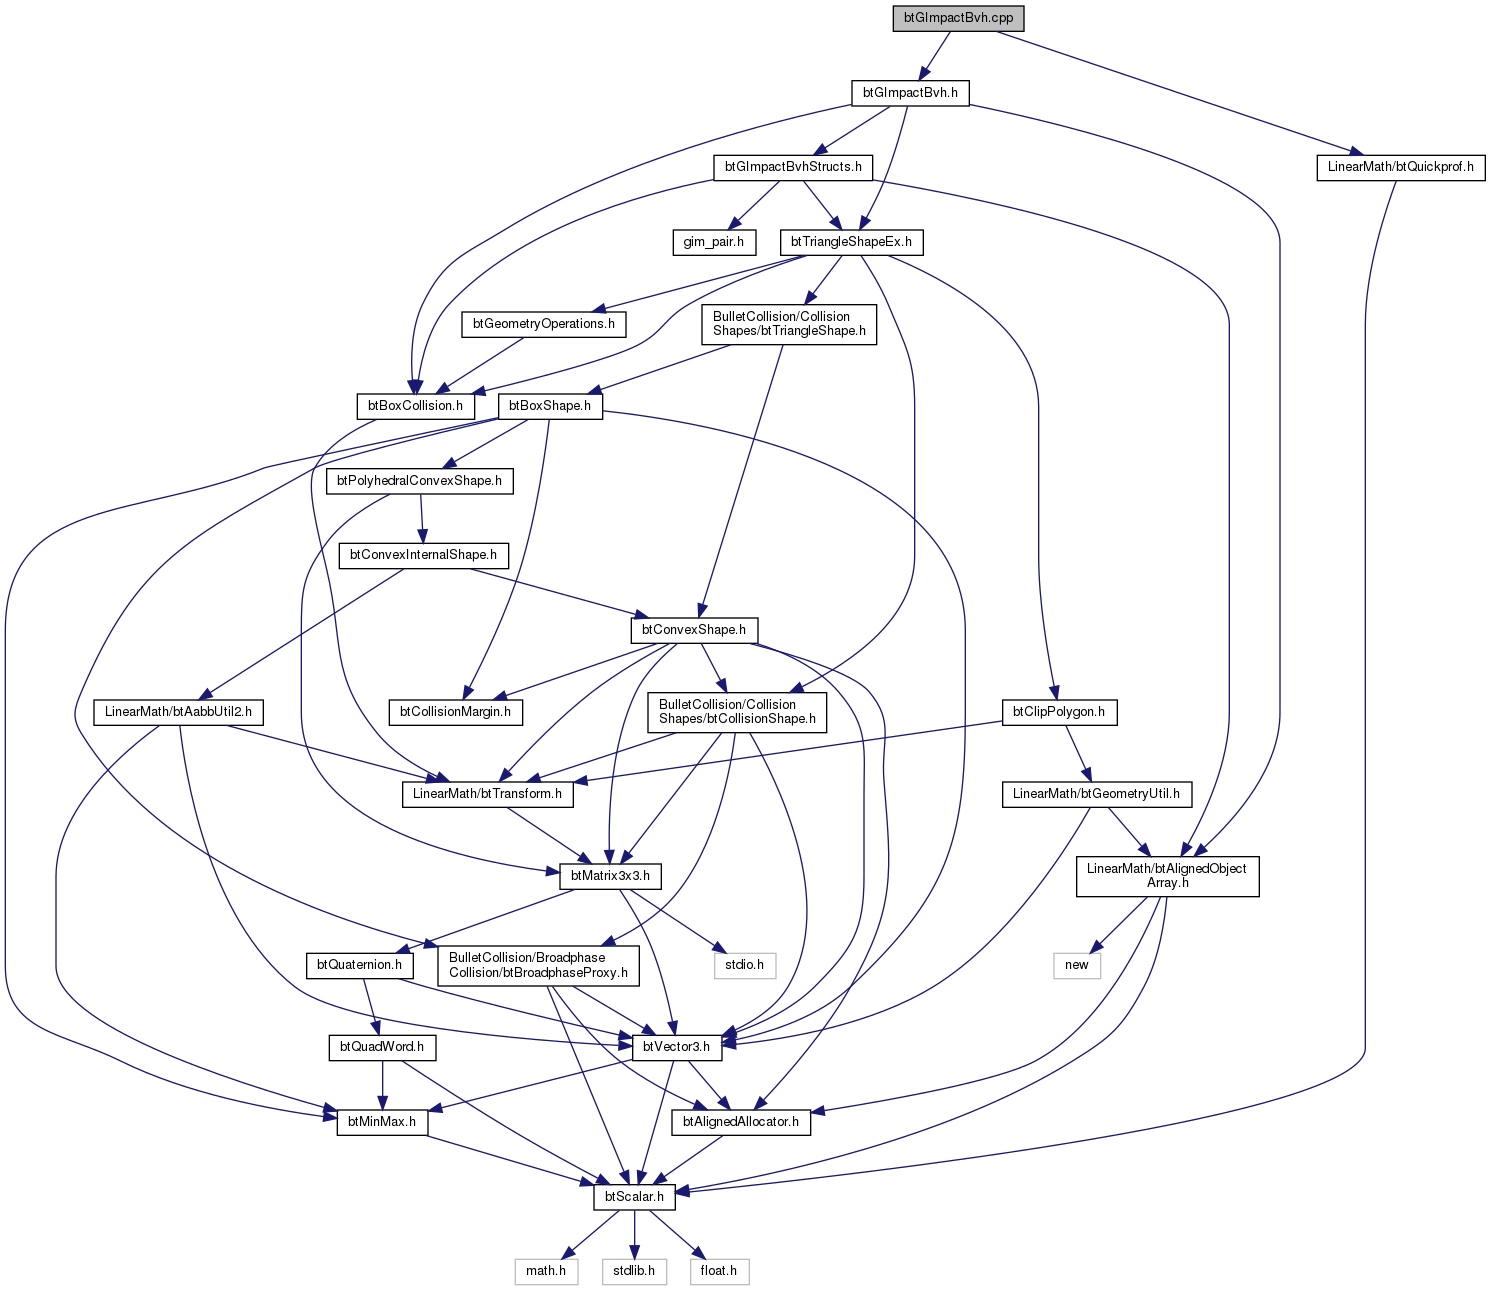 btGImpactBvh.cpp
btGImpactBvh.h
btGImpactBvhStructs.h
LinearMath/btQuickprof.h
gim_pair.h
btTriangleShapeEx.h
btGeometryOperations.h
BulletCollision/Collision
Shapes/btTriangleShape.h
btBoxCollision.h
btBoxShape.h
btPolyhedralConvexShape.h
btConvexInternalShape.h
btConvexShape.h
LinearMath/btAabbUtil2.h
btCollisionMargin.h
BulletCollision/Collision
Shapes/btCollisionShape.h
btClipPolygon.h
LinearMath/btTransform.h
LinearMath/btGeometryUtil.h
btMatrix3x3.h
LinearMath/btAlignedObject
Array.h
btQuaternion.h
BulletCollision/Broadphase
Collision/btBroadphaseProxy.h
stdio.h
new
btQuadWord.h
btVector3.h
btMinMax.h
btAlignedAllocator.h
btScalar.h
math.h
stdlib.h
float.h